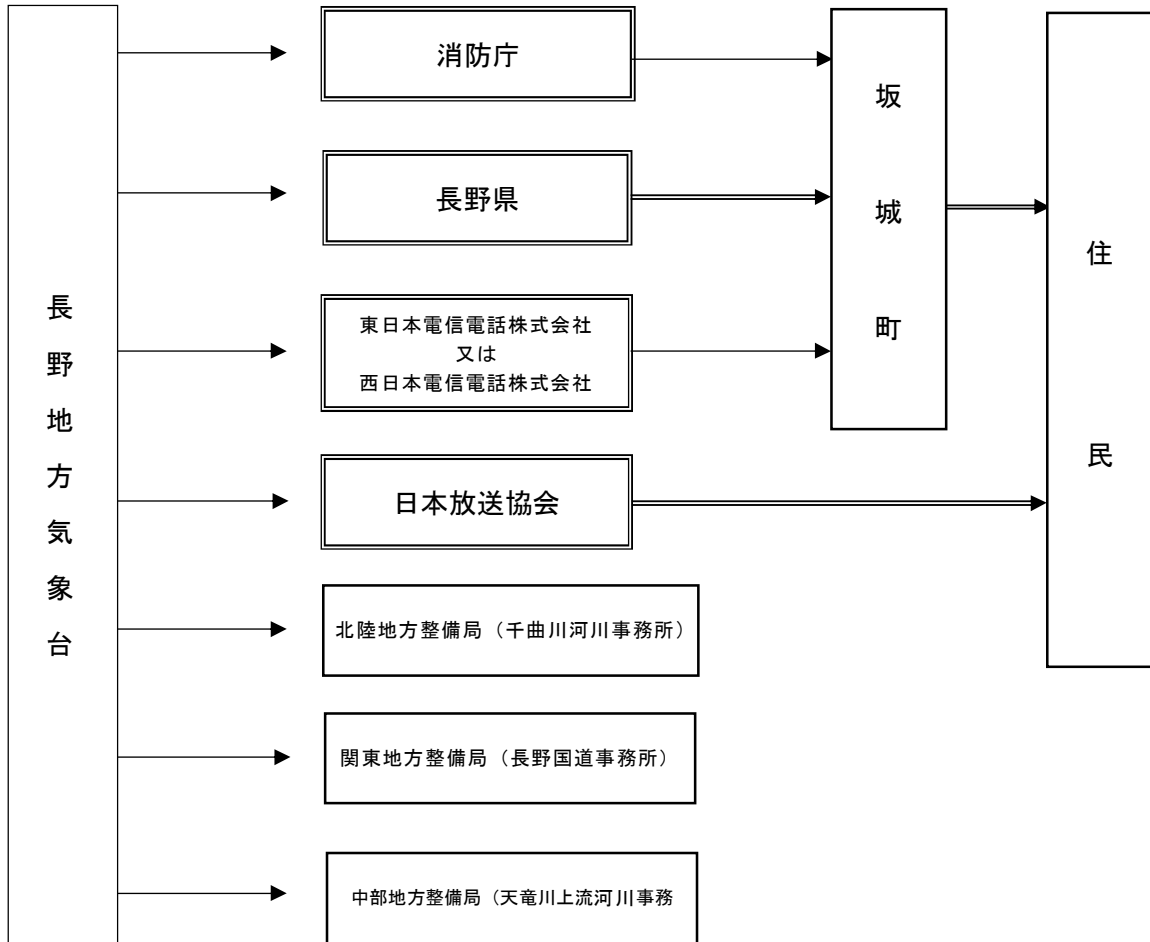 長野地方気象台
消防庁
長野県
東日本電信電話株式会社
又は
西日本電信電話株式会社
日本放送協会
北陸地方整備局（千曲川河川事務所）
関東地方整備局（長野国道事務所）
中部地方整備局（天竜川上流河川事務
坂城町
住民